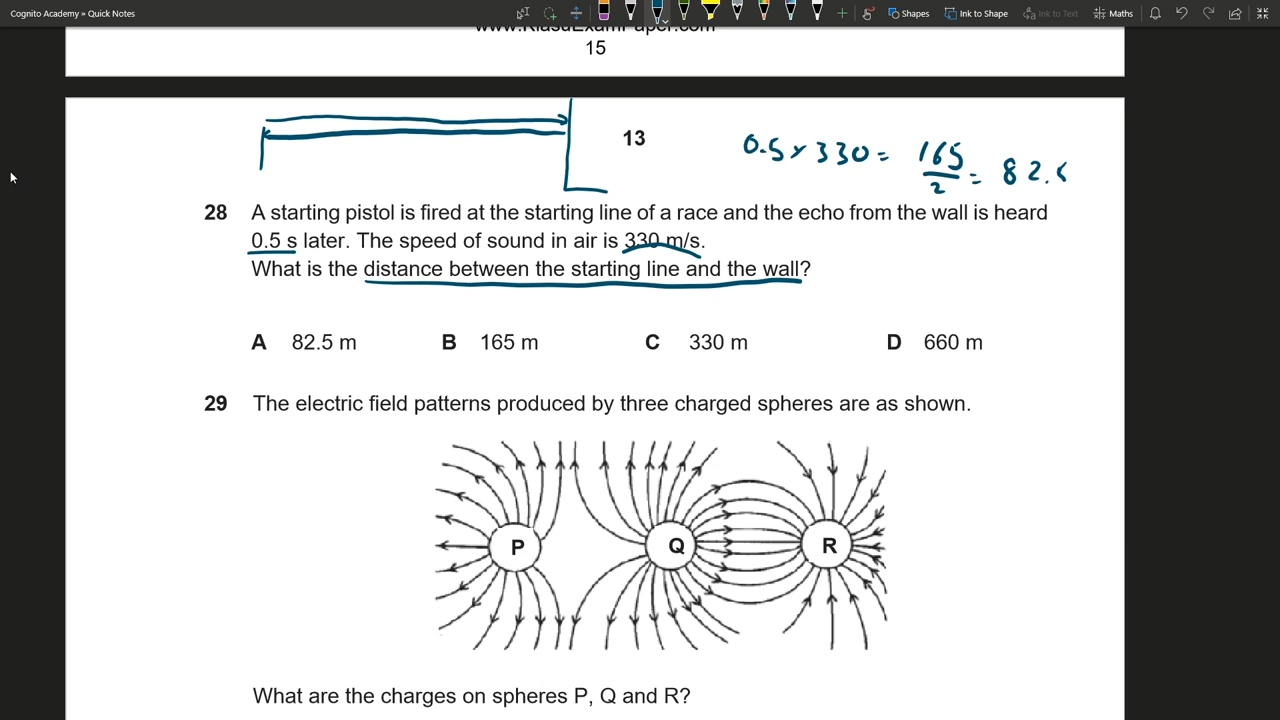 Cognito Academy » Quick Notes
Shapes
Ink to Shape
Ink to Text
Maths
www.KiasuExamPaper.com
15
13
0.5 × 330 = 165/2 = 82.
28 A starting pistol is fired at the starting line of a race and the echo from the wall is heard
0.5 s later. The speed of sound in air is 330 m/s.
What is the distance between the starting line and the wall?
A 82.5 m B 165 m C 330 m D 660 m
29 The electric field patterns produced by three charged spheres are as shown.
P Q R
What are the charges on spheres P, Q and R?